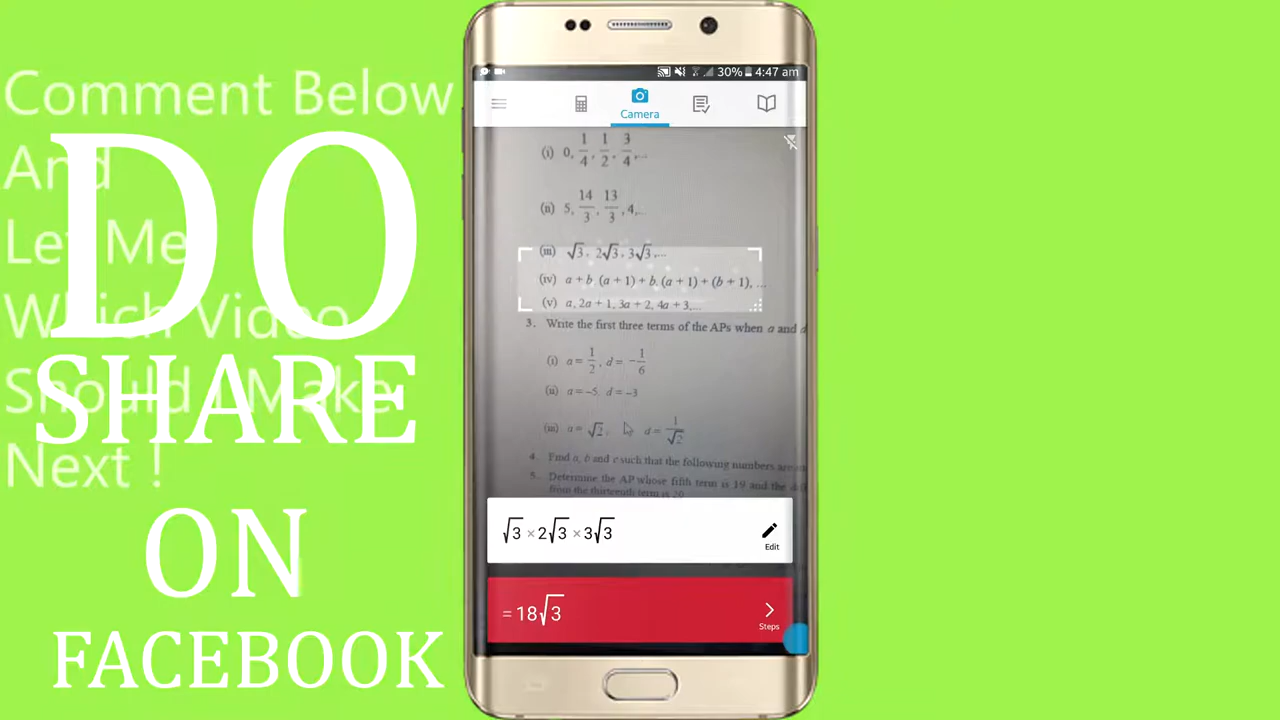 Comment Below
And
Let Me
Which Video
Should I Make
Next !
DO
SHARE
ON
FACEBOOK
30% 4:47 am
Camera
(i) 0, 1/4, 1/2, 3/4,...
(ii) 5, 14/3, 13/3, 4,...
(iii) √3, 2√3, 3√3,...
(iv) a + b, (a + 1) + b, (a + 1) + (b + 1), ...
(v) a, 2a + 1, 3a + 2, 4a + 3,...
3. Write the first three terms of the APs when a and d
(i) a = 1/2, d = -1/6
(ii) a = -5, d = -3
(iii) a = √2, d = 1/√2
4. Find a, b and c such that the following numbers are
5. Determine the AP whose fifth term is 19 and the
from the thirteenth term is 20
√3 × 2√3 × 3√3
Edit
= 18√3
Steps